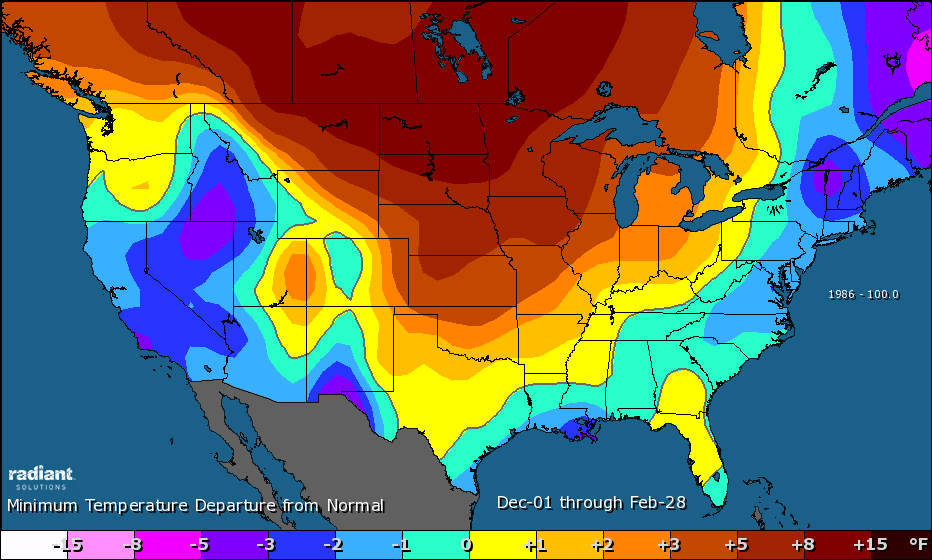 1986 - 100.0
radiant
SOLUTIONS
Minimum Temperature Departure from Normal
Dec-01 through Feb-28
-15 -8 -5 -3 -2 -1 0 +1 +2 +3 +5 +8 +15 °F